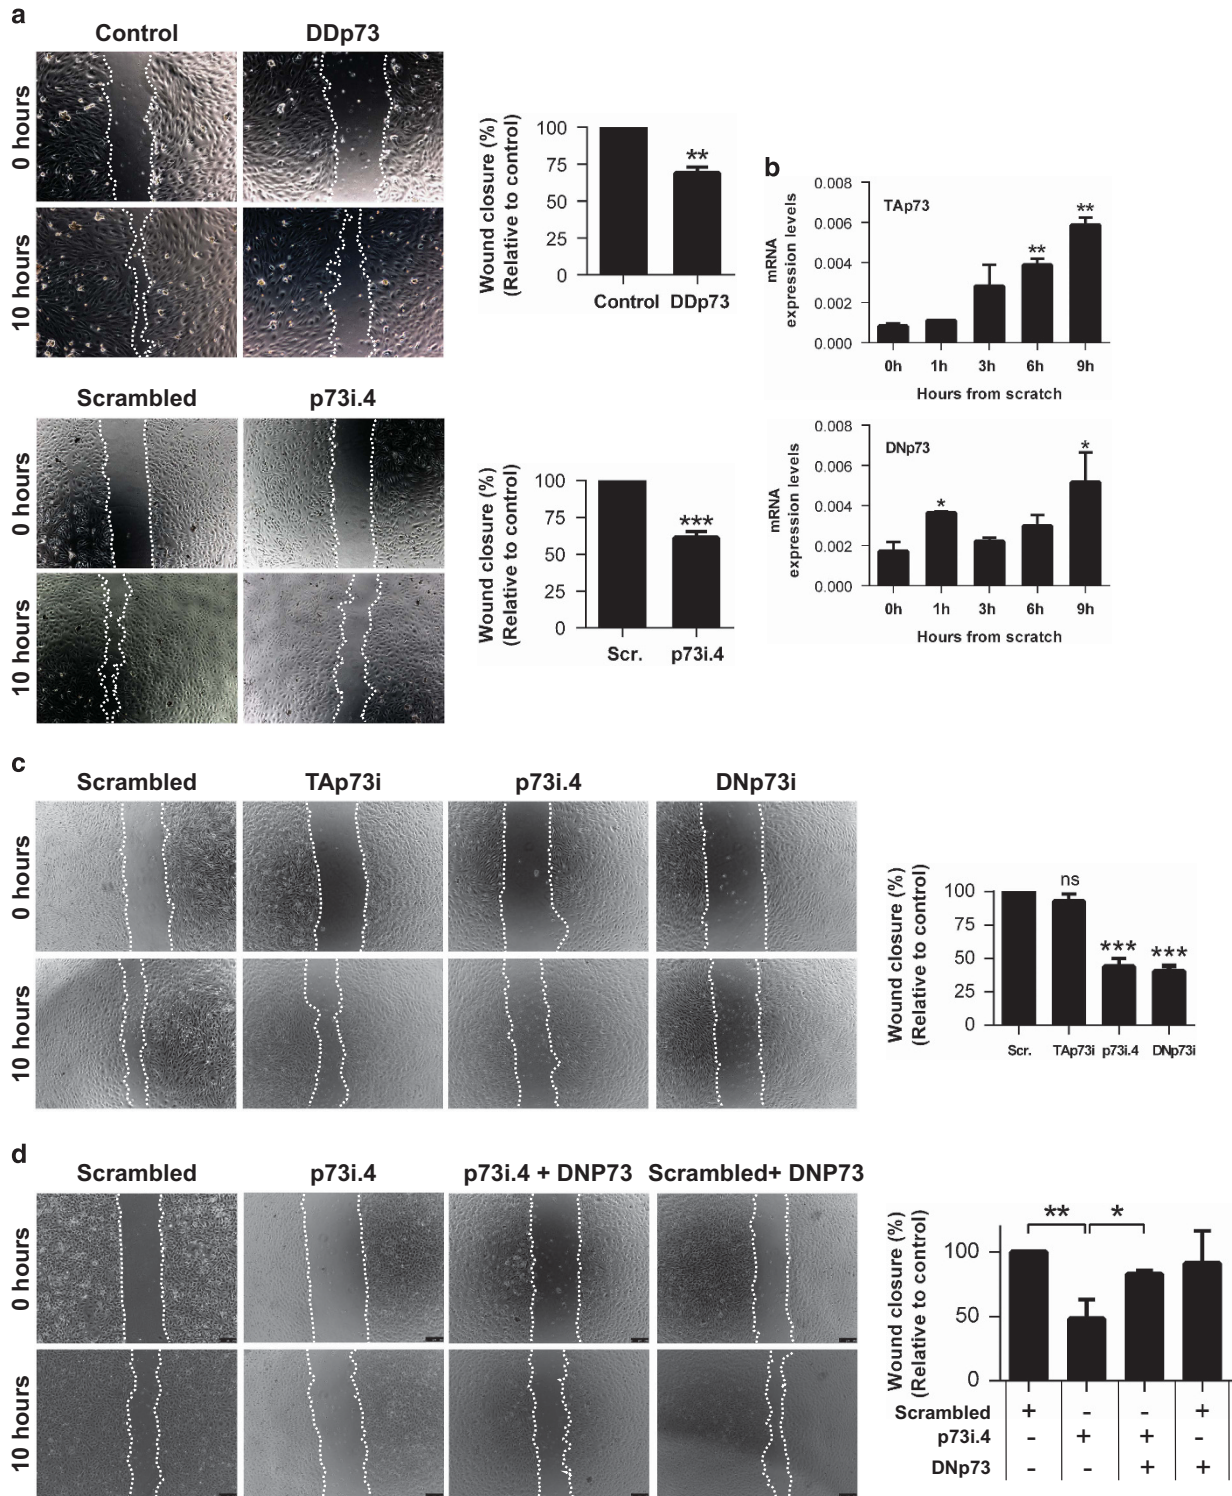 a
Control
DDp73
0 hours
10 hours
Wound closure (%)
(Relative to control)
100
75
50
25
0
**
Control
DDp73
Scrambled
p73i.4
0 hours
10 hours
Wound closure (%)
(Relative to control)
100
75
50
25
0
***
Scr.
p73i.4
b
TAp73
mRNA
expression levels
0.008
0.006
0.004
0.002
0.000
**
**
0h 1h 3h 6h 9h
Hours from scratch
DNp73
mRNA
expression levels
0.008
0.006
0.004
0.002
0.000
*
*
0h 1h 3h 6h 9h
Hours from scratch
c
Scrambled
TAp73i
p73i.4
DNp73i
0 hours
10 hours
Wound closure (%)
(Relative to control)
100
75
50
25
0
ns
***
***
Scr. TAp73i p73i.4 DNp73i
d
Scrambled
p73i.4
p73i.4 + DNP73
Scrambled+ DNP73
0 hours
10 hours
Wound closure (%)
(Relative to control)
100
50
0
**
*
Scrambled + - - +
p73i.4 - + + -
DNp73 - - + +